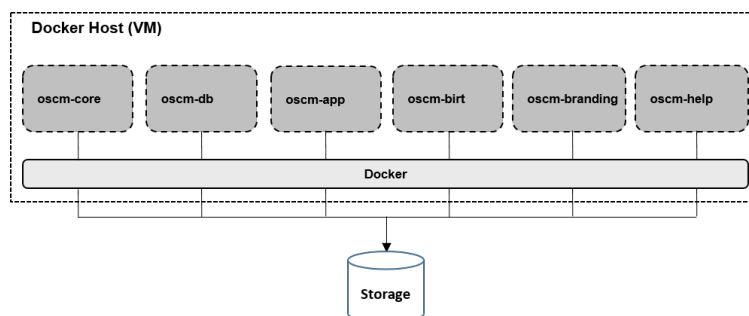 Docker Host (VM)
oscm-core
oscm-db
oscm-app
oscm-birt
oscm-branding
oscm-help
Docker
Storage